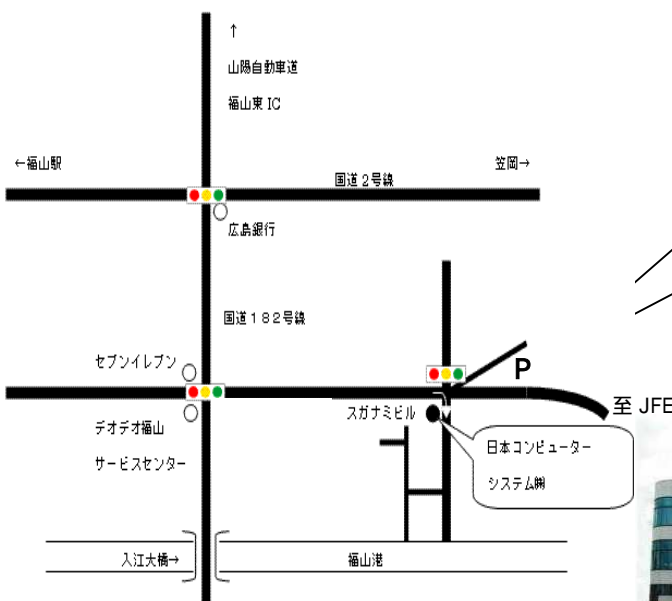 ↑
山陽自動車道
福山東 IC
←福山駅
笠岡→
国道2号線
広島銀行
国道182号線
セブンイレブン
P
スガナミビル
至 JFE
デオデオ福山
サービスセンター
日本コンピューター
システム㈱
入江大橋→
福山港